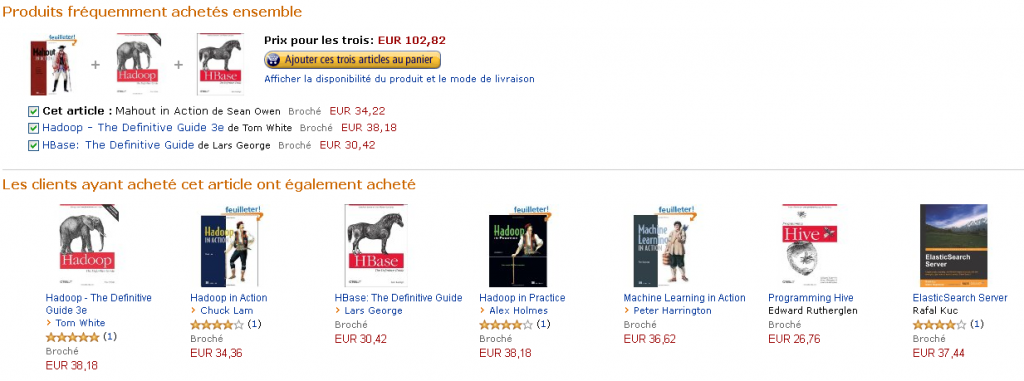 Produits fréquemment achetés ensemble
feuilleter!
Mahout
IN ACTION
Hadoop
HBase
+
+
Prix pour les trois: EUR 102,82
Ajouter ces trois articles au panier
Afficher la disponibilité du produit et le mode de livraison
Cet article : Mahout in Action de Sean Owen Broché EUR 34,22
Hadoop - The Definitive Guide 3e de Tom White Broché EUR 38,18
HBase: The Definitive Guide de Lars George Broché EUR 30,42
Les clients ayant acheté cet article ont également acheté
Hadoop
feuilleter!
Hadoop
IN ACTION
HBase
feuilleter!
Hadoop
IN PRACTICE
feuilleter!
Machine
Learning
IN ACTION
Hive
ElasticSearch
Server
Hadoop - The Definitive
Guide 3e
› Tom White
(1)
Broché
EUR 38,18
Hadoop in Action
› Chuck Lam
(1)
Broché
EUR 34,36
HBase: The Definitive Guide
› Lars George
Broché
EUR 30,42
Hadoop in Practice
› Alex Holmes
(1)
Broché
EUR 38,18
Machine Learning in Action
› Peter Harrington
Broché
EUR 36,62
Programming Hive
Edward Rutherglen
Broché
EUR 26,76
ElasticSearch Server
Rafal Kuc
(1)
Broché
EUR 37,44